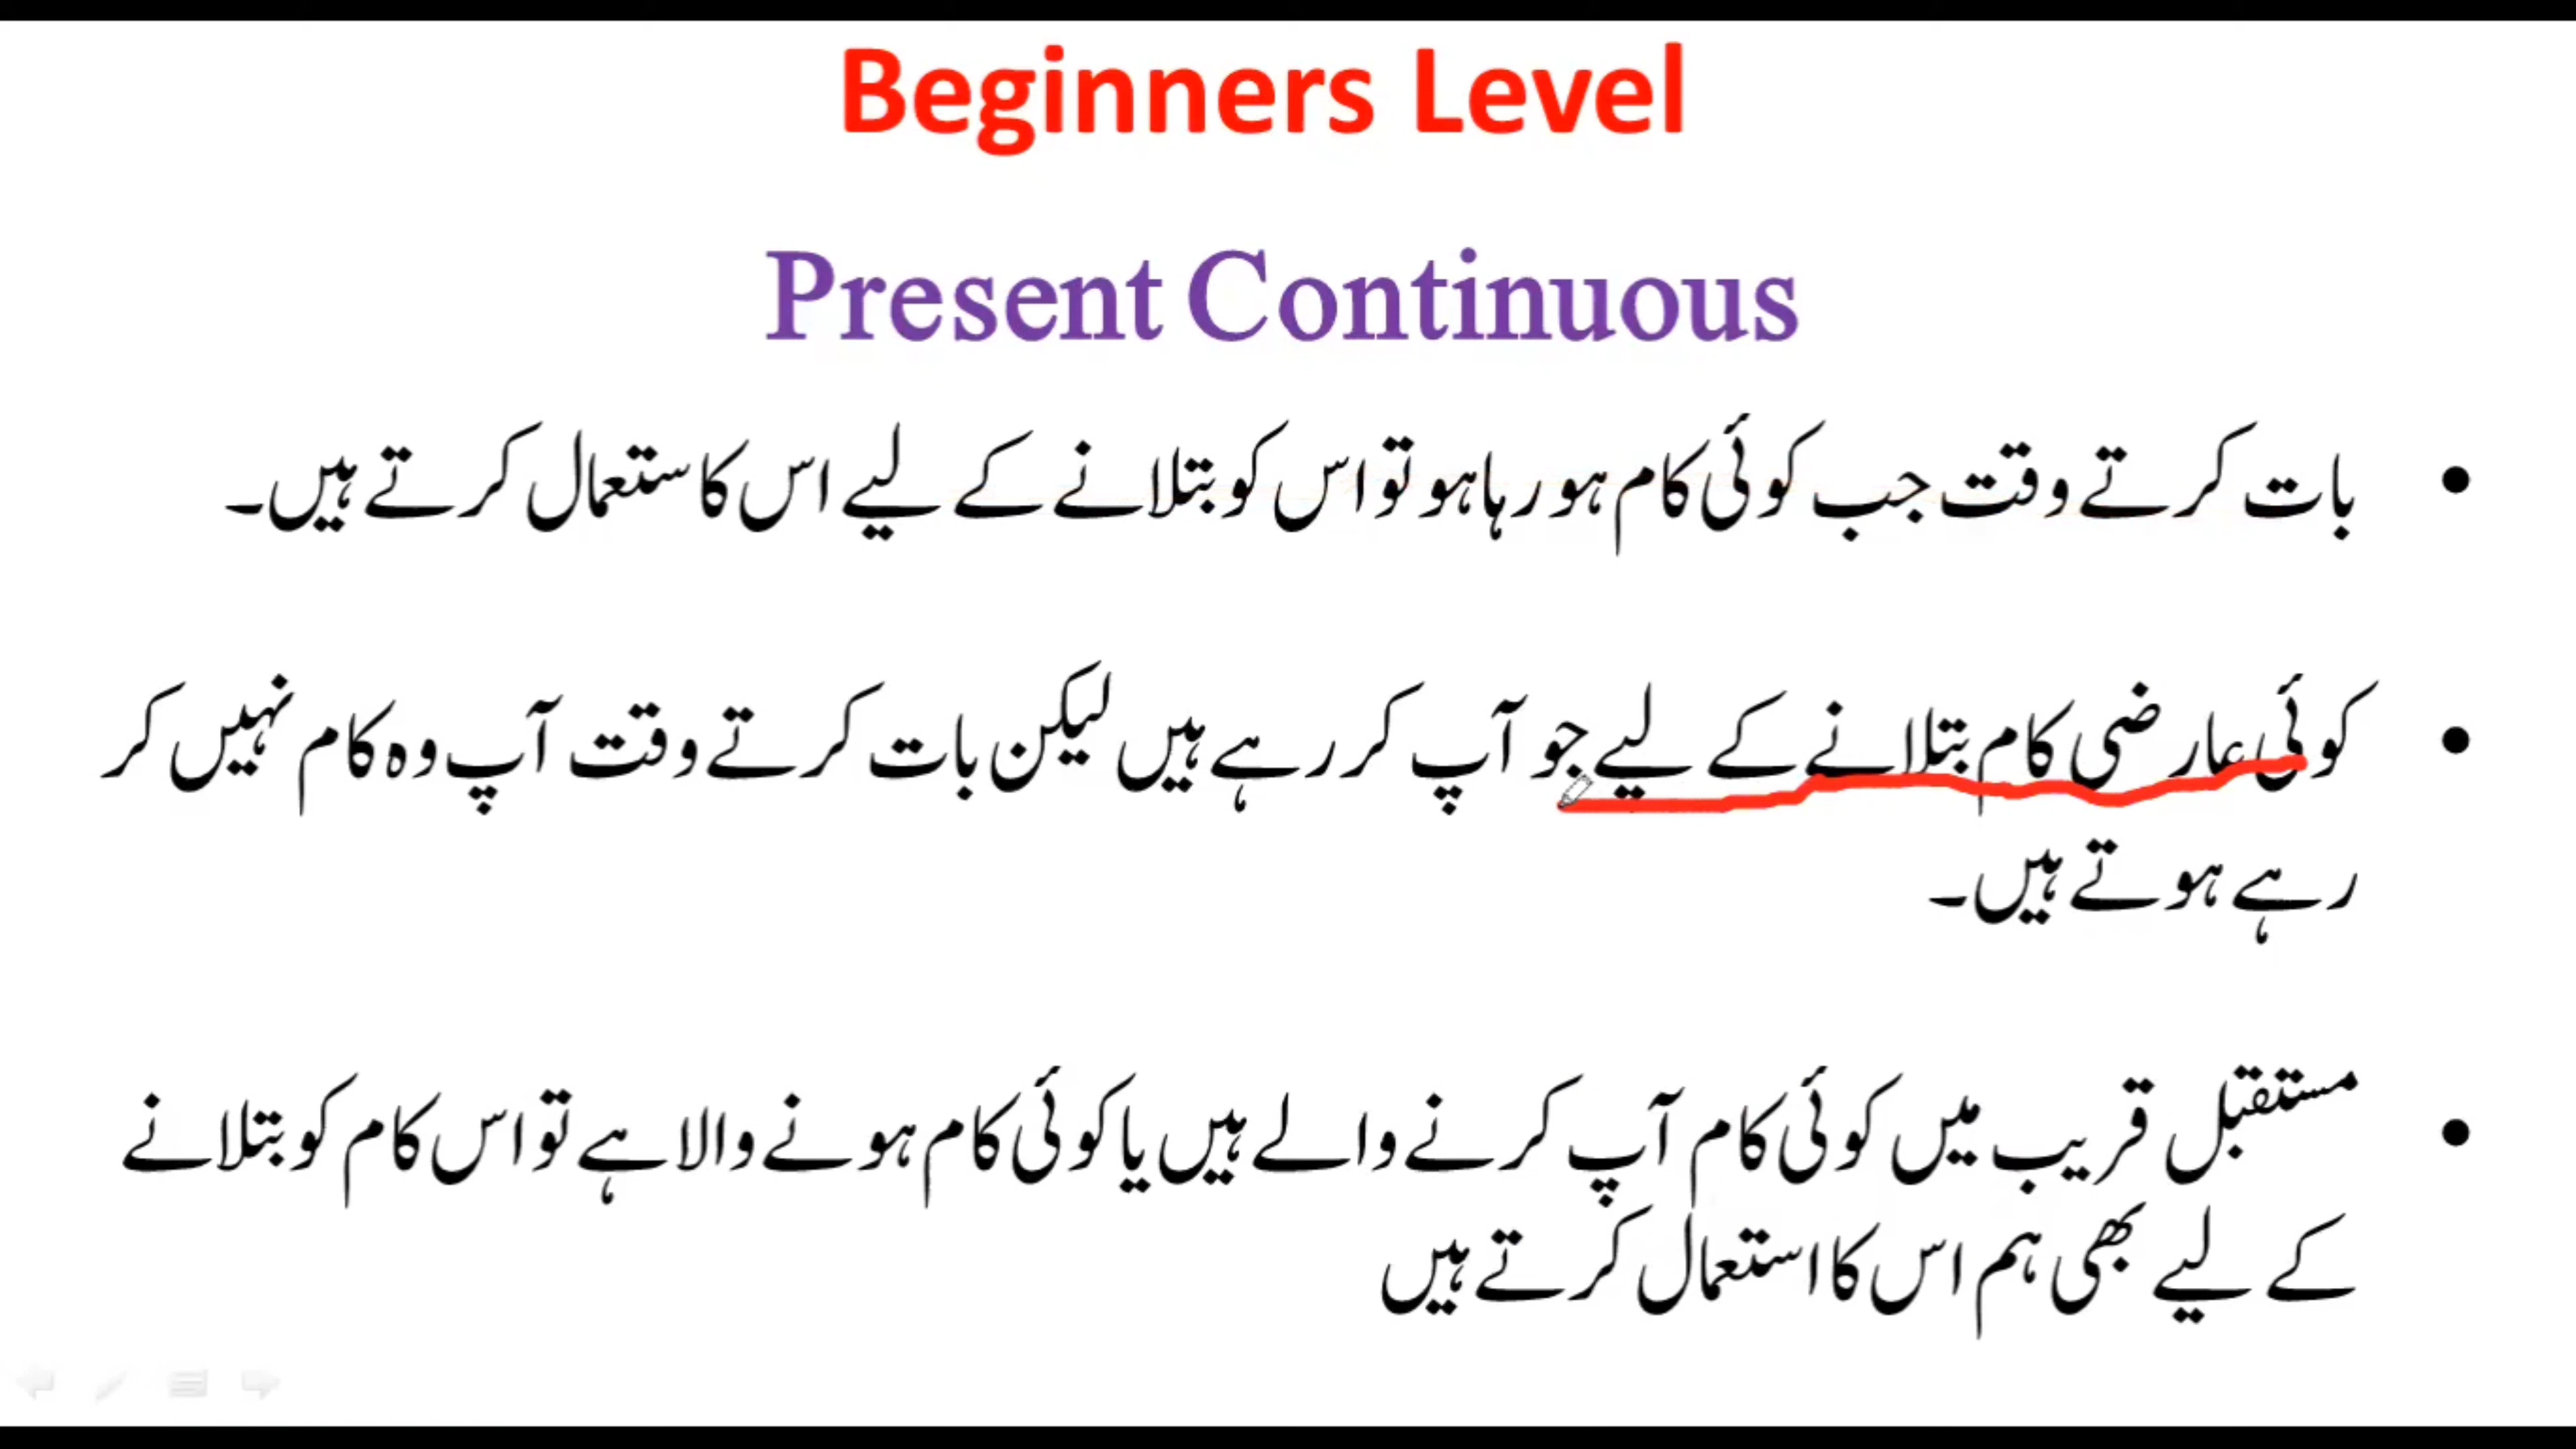 Beginners Level
Present Continuous
• بات کرتے وقت جب کوئی کام ہو رہا ہو تو اس کو بتلانے کے لیے اس کا ستعمال کرتے ہیں۔
• کوئی عارضی کام بتلانے کے لیے جو آپ کر رہے ہیں لیکن بات کرتے وقت آپ وہ کام نہیں کر
رہے ہوتے ہیں۔
• مستقبل قریب میں کوئی کام آپ کرنے والے ہیں یا کوئی کام ہونے والا ہے تو اس کام کو بتلانے
کے لیے بھی ہم اس کا استعمال کرتے ہیں